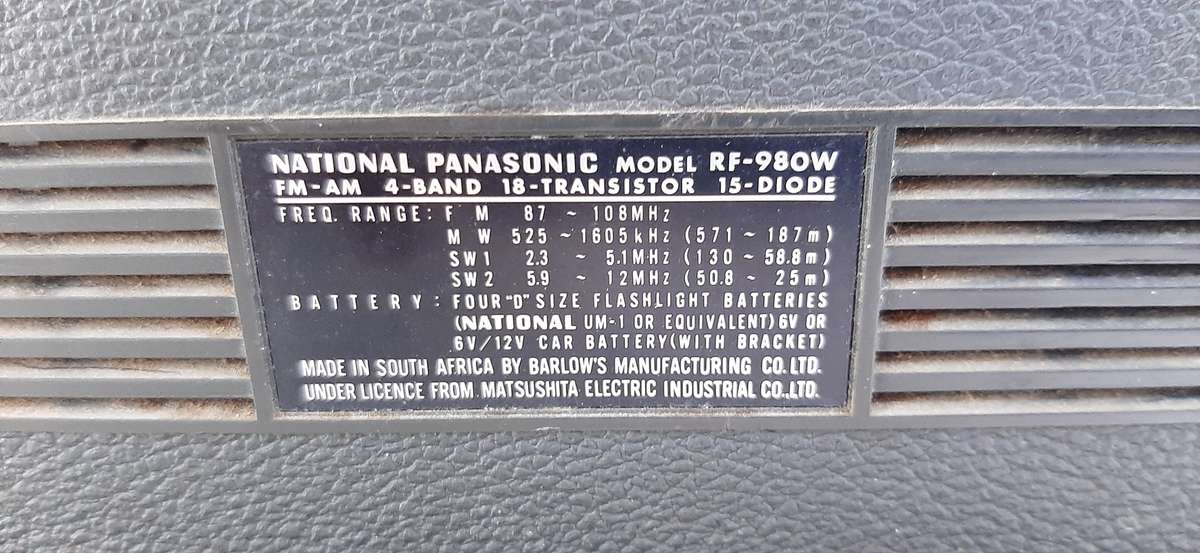 NATIONAL PANASONIC MODEL RF-980W
FM-AM 4-BAND 18-TRANSISTOR 15-DIODE
FREQ. RANGE: F M 87 ~ 108MHz
M W 525 ~ 1605kHz (571 ~ 187m)
SW1 2.3 ~ 5.1MHz (130 ~ 58.8m)
SW2 5.9 ~ 12MHz (50.8 ~ 25m)
BATTERY: FOUR "D" SIZE FLASHLIGHT BATTERIES
(NATIONAL UM-1 OR EQUIVALENT) 6V OR
6V/12V CAR BATTERY (WITH BRACKET)
MADE IN SOUTH AFRICA BY BARLOW'S MANUFACTURING CO. LTD.
UNDER LICENCE FROM MATSUSHITA ELECTRIC INDUSTRIAL CO.,LTD.